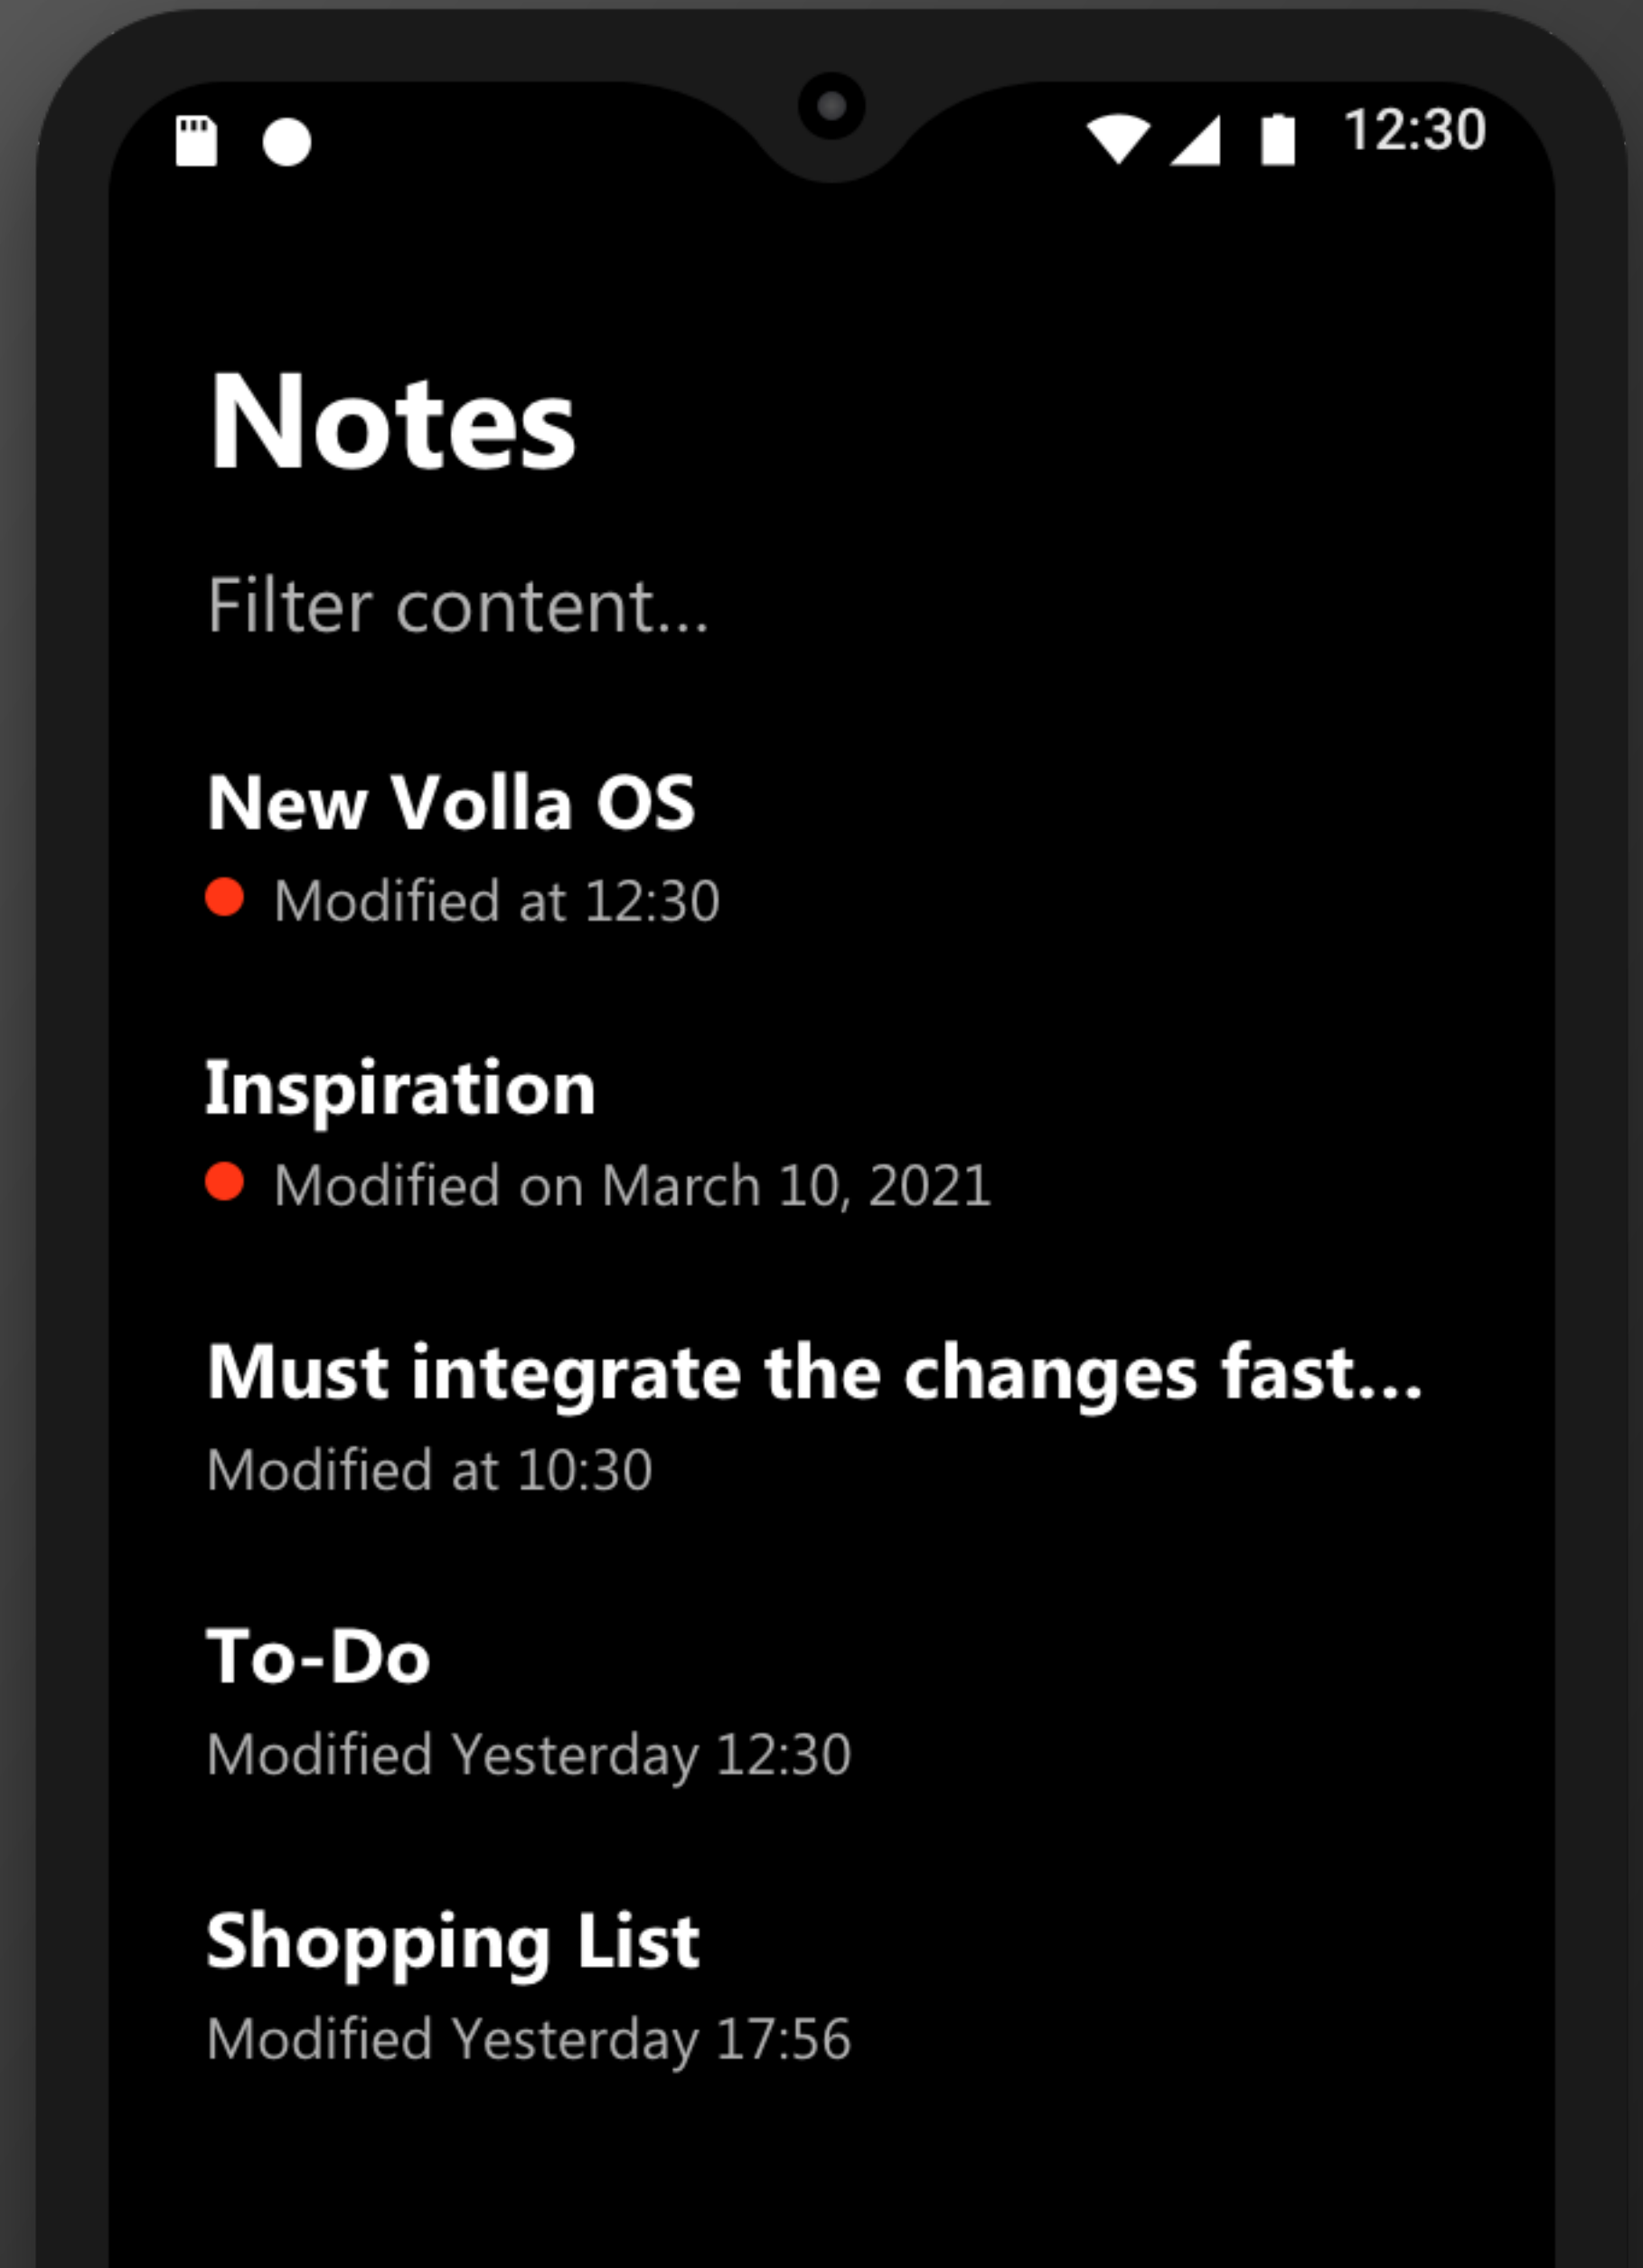 12:30
Notes
Filter content...
New Volla OS
Modified at 12:30
Inspiration
Modified on March 10, 2021
Must integrate the changes fast...
Modified at 10:30
To-Do
Modified Yesterday 12:30
Shopping List
Modified Yesterday 17:56